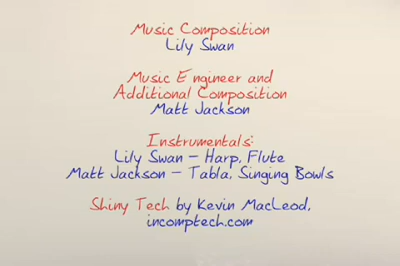 Music Composition
Lily Swan
Music Engineer and
Additional Composition
Matt Jackson
Instrumentals:
Lily Swan – Harp, Flute
Matt Jackson – Tabla, Singing Bowls
Shiny Tech by Kevin MacLeod,
incomptech.com